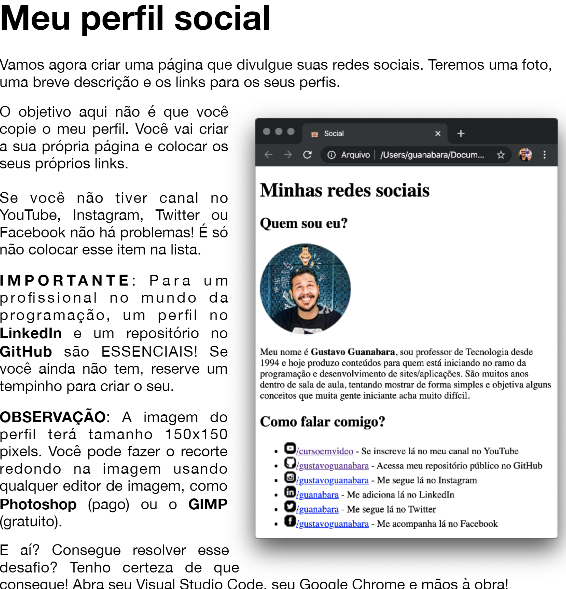 Meu perfil social
Vamos agora criar uma página que divulgue suas redes sociais. Teremos uma foto,
uma breve descrição e os links para os seus perfis.
O objetivo aqui não é que você
copie o meu perfil. Você vai criar
a sua própria página e colocar os
seus próprios links.
Se você não tiver canal no
YouTube, Instagram, Twitter ou
Facebook não há problemas! É só
não colocar esse item na lista.
IMPORTANTE: Para um
profissional no mundo da
programação, um perfil no
LinkedIn e um repositório no
GitHub são ESSENCIAIS! Se
você ainda não tem, reserve um
tempinho para criar o seu.
OBSERVAÇÃO: A imagem do
perfil terá tamanho 150x150
pixels. Você pode fazer o recorte
redondo na imagem usando
qualquer editor de imagem, como
Photoshop (pago) ou o GIMP
(gratuito).
E aí? Consegue resolver esse
desafio? Tenho certeza de que
consegue! Abra seu Visual Studio Code, seu Google Chrome e mãos à obra!
Social
Arquivo | /Users/guanabara/Docum...
Minhas redes sociais
Quem sou eu?
Meu nome é Gustavo Guanabara, sou professor de Tecnologia desde
1994 e hoje produzo conteúdos para quem está iniciando no ramo da
programação e desenvolvimento de sites/aplicações. São muitos anos
dentro de sala de aula, tentando mostrar de forma simples e objetiva alguns
conceitos que muita gente iniciante acha muito difícil.
Como falar comigo?
• /cursoemvideo - Se inscreve lá no meu canal no YouTube
• /gustavoguanabara - Acessa meu repositório público no GitHub
• /gustavoguanabara - Me segue lá no Instagram
• /guanabara - Me adiciona lá no LinkedIn
• /guanabara - Me segue lá no Twitter
• /gustavoguanabara - Me acompanha lá no Facebook